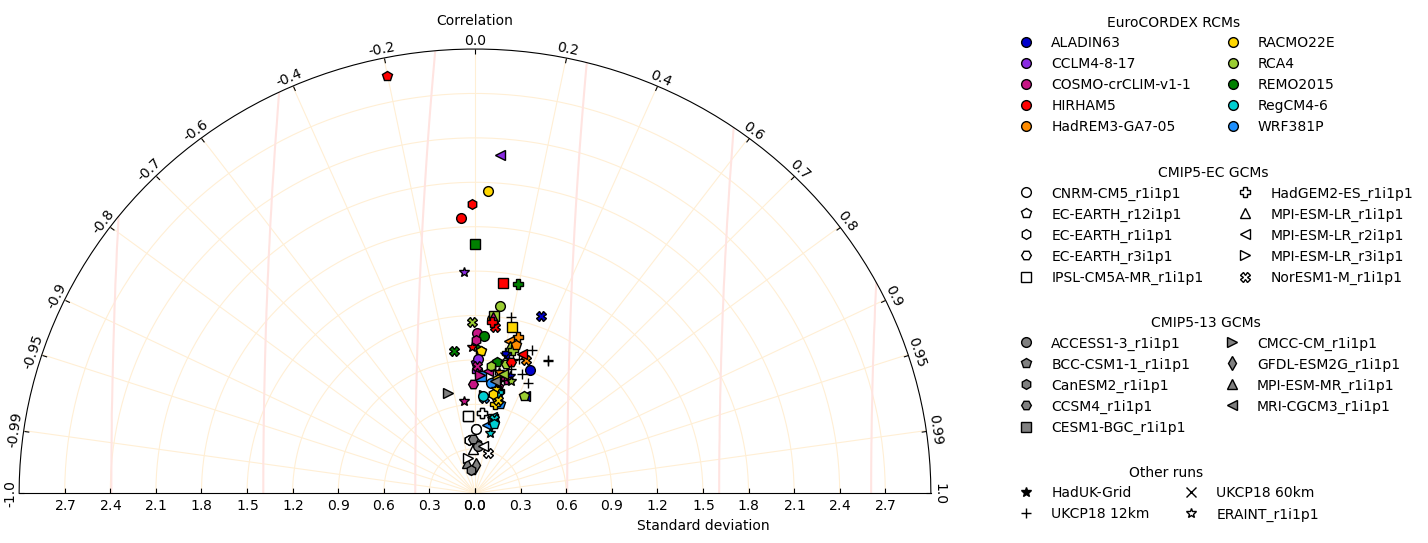 Correlation
-1.0
-0.99
-0.95
-0.9
-0.8
-0.7
-0.6
-0.4
-0.2
0.0
0.2
0.4
0.6
0.7
0.8
0.9
0.95
0.99
1.0
2.7 2.4 2.1 1.8 1.5 1.2 0.9 0.6 0.3 0.0 0.3 0.6 0.9 1.2 1.5 1.8 2.1 2.4 2.7
Standard deviation
EuroCORDEX RCMs
ALADIN63
CCLM4-8-17
COSMO-crCLIM-v1-1
HIRHAM5
HadREM3-GA7-05
RACMO22E
RCA4
REMO2015
RegCM4-6
WRF381P
CMIP5-EC GCMs
CNRM-CM5_r1i1p1
EC-EARTH_r12i1p1
EC-EARTH_r1i1p1
EC-EARTH_r3i1p1
IPSL-CM5A-MR_r1i1p1
HadGEM2-ES_r1i1p1
MPI-ESM-LR_r1i1p1
MPI-ESM-LR_r2i1p1
MPI-ESM-LR_r3i1p1
NorESM1-M_r1i1p1
CMIP5-13 GCMs
ACCESS1-3_r1i1p1
BCC-CSM1-1_r1i1p1
CanESM2_r1i1p1
CCSM4_r1i1p1
CESM1-BGC_r1i1p1
CMCC-CM_r1i1p1
GFDL-ESM2G_r1i1p1
MPI-ESM-MR_r1i1p1
MRI-CGCM3_r1i1p1
Other runs
HadUK-Grid
UKCP18 12km
UKCP18 60km
ERAINT_r1i1p1